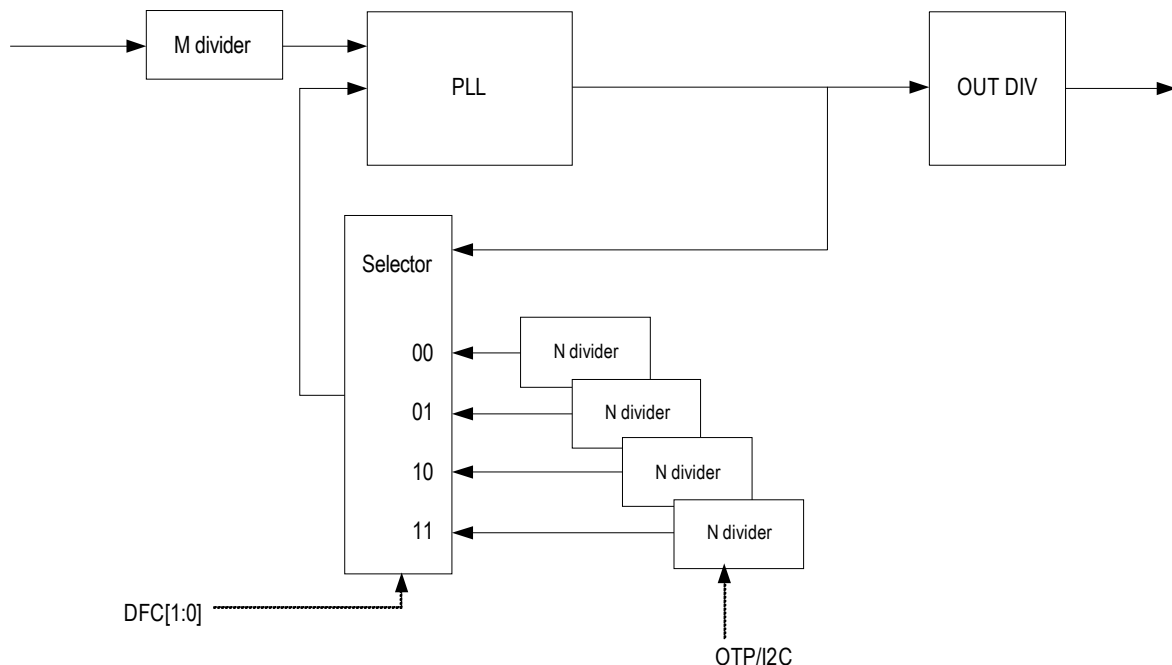 M divider
PLL
OUT DIV
Selector
00
N divider
01
N divider
10
N divider
11
N divider
DFC[1:0]
OTP/I2C